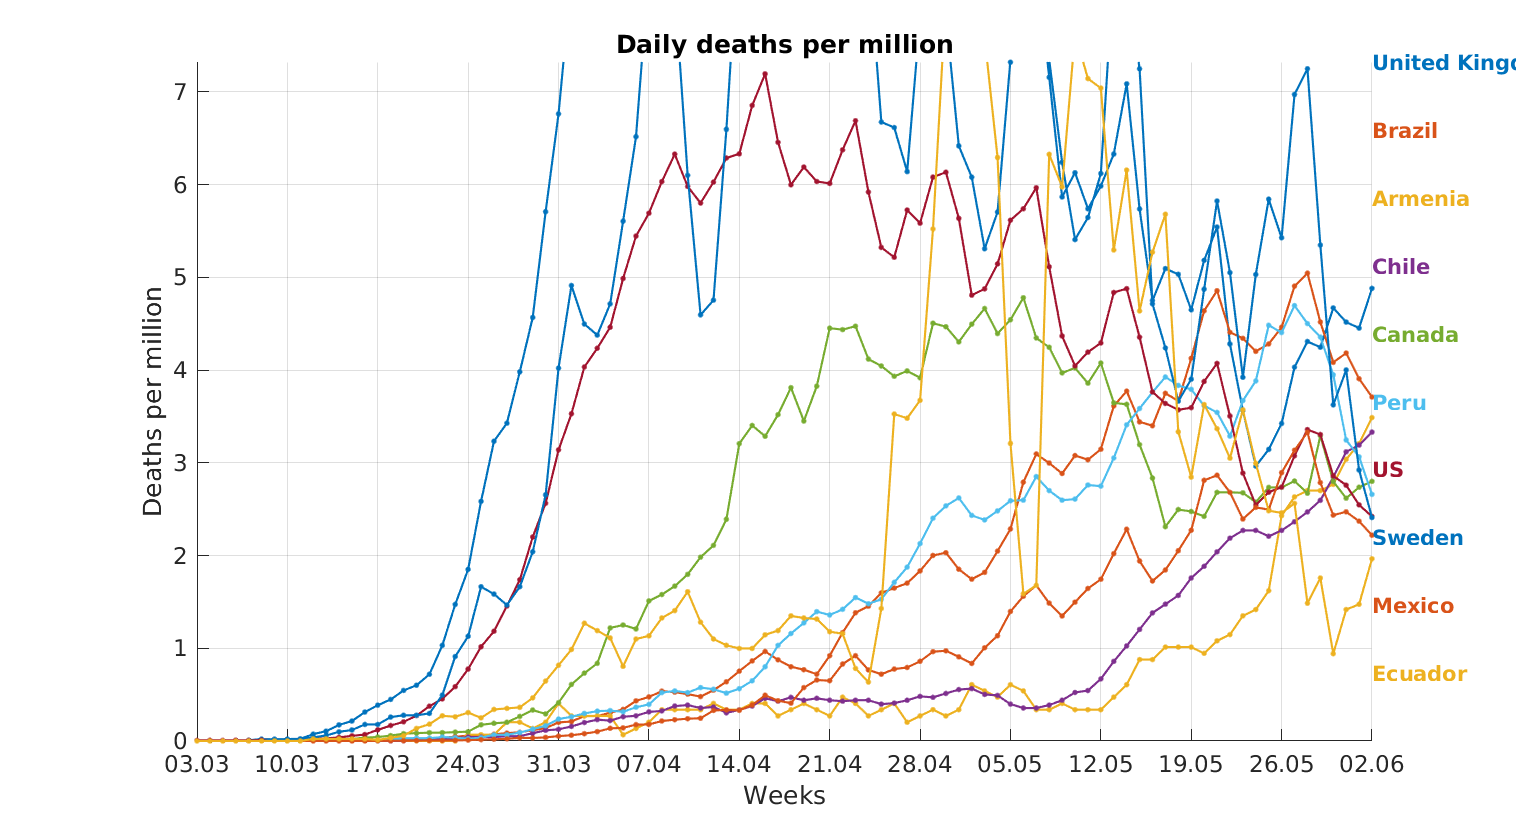 Daily deaths per million
United Kingd
7
Brazil
6
Armenia
Chile
5
Canada
4
Peru
3
US
Sweden
2
Mexico
1
Ecuador
0
Deaths per million
03.03 10.03 17.03 24.03 31.03 07.04 14.04 21.04 28.04 05.05 12.05 19.05 26.05 02.06
Weeks